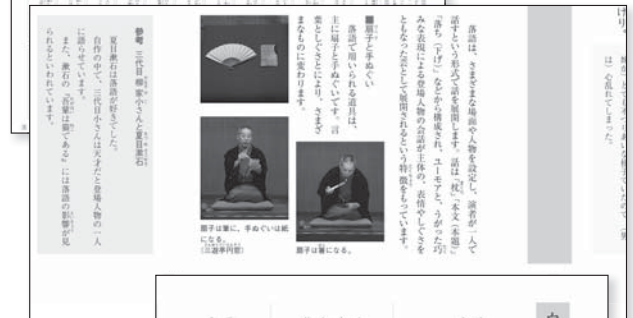 落語は、さまざまな場面や人物を設定し、演者が一人で
話すという形式で話を展開します。話は「枕」「本文(本題)」
「落ち(下げ)」などから構成され、ユーモアと、うがった巧
みな表現による登場人物の会話が主体の、表情やしぐさを
ともなった芸として展開されるという特徴をもっています。
■扇子と手ぬぐい
落語で用いられる道具は、
主に扇子と手ぬぐいです。言
葉としぐさとにより、さまざ
まなものに変わります。
扇子は箸になる。
扇子は筆に、手ぬぐいは紙
になる。
(三遊亭円窓)
参考 三代目柳家小さんと夏目漱石
夏目漱石は落語が好きでした。
自作の中で、三代目小さんは天才だと登場人物の一人
に語らせています。
また、漱石の『吾輩は猫である』には落語の影響が見
られるといわれています。
は)心乱れてしまった。